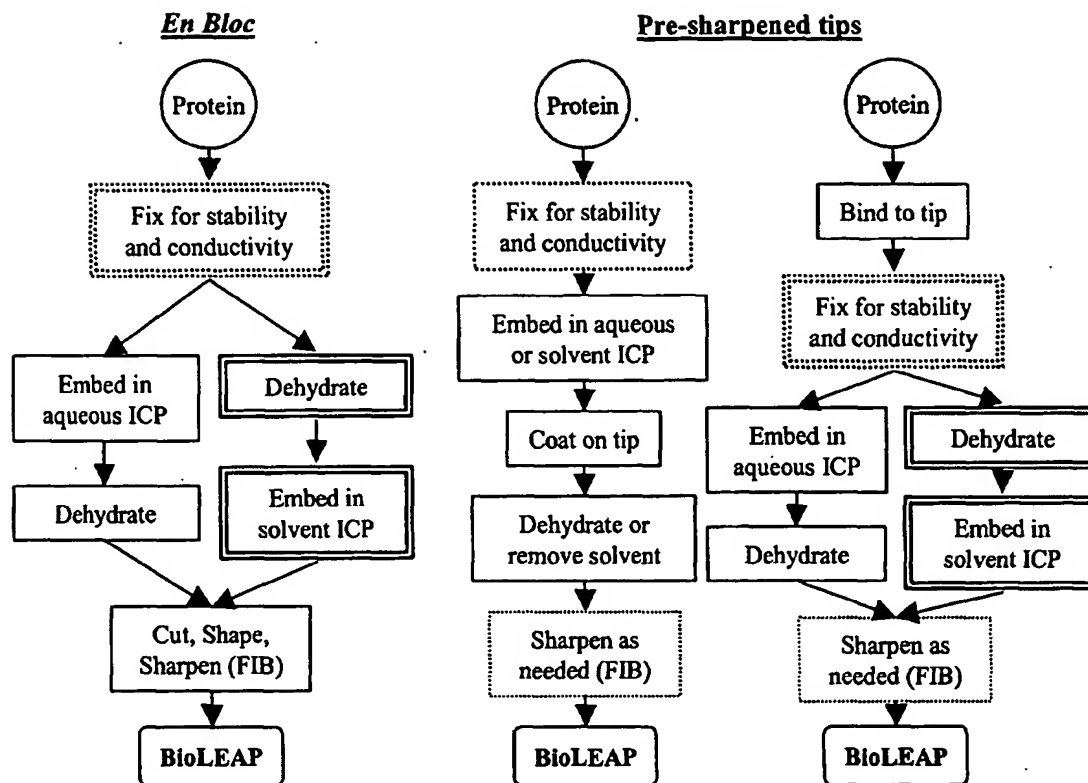 En Bloc
Protein
Fix for stability
and conductivity
Embed in
aqueous ICP
Dehydrate
Dehydrate
Embed in
solvent ICP
Cut, Shape,
Sharpen (FIB)
BioLEAP
Pre-sharpened tips
Protein
Fix for stability
and conductivity
Embed in aqueous
or solvent ICP
Coat on tip
Dehydrate or
remove solvent
Sharpen as
needed (FIB)
BioLEAP
Protein
Bind to tip
Fix for stability
and conductivity
Embed in
aqueous ICP
Dehydrate
Dehydrate
Embed in
solvent ICP
Sharpen as
needed (FIB)
BioLEAP